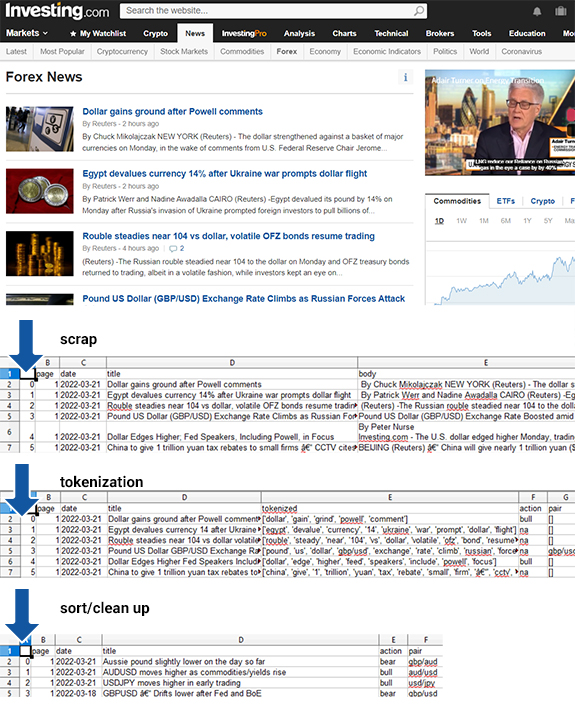 Investing.com
Search the website...
Markets
My Watchlist Crypto News InvestingPro Analysis Charts Technical Brokers Tools Education
Latest Most Popular Cryptocurrency Stock Markets Commodities Forex Economy Economic Indicators Politics World Coronavirus
Forex News
i
Dollar gains ground after Powell comments
By Reuters - 2 hours ago
By Chuck Mikolajczak NEW YORK (Reuters) - The dollar strengthened against a basket of major
currencies on Monday, in the wake of comments from U.S. Federal Reserve Chair Jerome...
Egypt devalues currency 14% after Ukraine war prompts dollar flight
By Reuters - 2 hours ago
By Patrick Werr and Nadine Awadalla CAIRO (Reuters) -Egypt devalued its pound by 14% on
Monday after Russia's invasion of Ukraine prompted foreign investors to pull billions of...
Rouble steadies near 104 vs dollar, volatile OFZ bonds resume trading
By Reuters - 4 hours ago 2
(Reuters) -The Russian rouble steadied near 104 to the dollar on Monday and OFZ treasury bonds
returned to trading, albeit in a volatile fashion, while investors kept an eye on...
Pound US Dollar (GBP/USD) Exchange Rate Climbs as Russian Forces Attack
Adair Turner on Energy Transition
Adair Turner
Commodities ETFs Crypto F
1D 1W 1M 6M 1Y 5Y
scrap
B C D E
1 page date title body
2 0 1 2022-03-21 Dollar gains ground after Powell comments By Chuck Mikolajczak NEW YORK (Reuters) - The dollar s
3 1 1 2022-03-21 Egypt devalues currency 14% after Ukraine war prompts dollar flight By Patrick Werr and Nadine Awadalla CAIRO (Reuters) -Eg
4 2 1 2022-03-21 Rouble steadies near 104 vs dollar, volatile OFZ bonds resume tradin (Reuters) -The Russian rouble steadied near 104 to the dolla
5 3 1 2022-03-21 Pound US Dollar (GBP/USD) Exchange Rate Climbs as Russian Fo Pound US Dollar (GBP/USD) Exchange Rate Boosted amid
By Peter Nurse
6 4 1 2022-03-21 Dollar Edges Higher, Fed Speakers, Including Powell, in Focus Investing.com - The U.S. dollar edged higher Monday, tradin
7 5 1 2022-03-21 China to give 1 trillion yuan tax rebates to small firms â€" CCTV cites BEIJING (Reuters) â€" China will give nearly 1 trillion yuan ($
tokenization
B C D E F G
1 page date title tokenized action pair
2 0 1 2022-03-21 Dollar gains ground after Powell comment ['dollar', 'gain', 'grind', 'powell', 'comment'] bull []
3 1 1 2022-03-21 Egypt devalues currency 14 after Ukraine ['egypt', 'devalue', 'currency', '14', 'ukraine', 'war', 'prompt', 'dollar', 'flight'] na []
4 2 1 2022-03-21 Rouble steadies near 104 vs dollar volatile ['rouble', 'steady', 'near', '104', 'vs', 'dollar', 'volatile', 'ofz', 'bond', 'resume na []
5 3 1 2022-03-21 Pound US Dollar GBP/USD Exchange Ra ['pound', 'us', 'dollar', 'gbp/usd', 'exchange', 'rate', 'climb', 'russian', 'force na gbp/us
6 4 1 2022-03-21 Dollar Edges Higher Fed Speakers Includi ['dollar', 'edge', 'higher', 'feed', 'speakers', 'include', 'powell', 'focus'] bull []
7 5 1 2022-03-21 China to give 1 trillion yuan tax rebates to ['china', 'give', '1', 'trillion', 'yuan', 'tax', 'rebate', 'small', 'firm', 'â€"', 'cctv', na []
sort/clean up
B C D E F
1 page date title action pair
2 0 1 2022-03-21 Aussie pound slightly lower on the day so far bear gbp/aud
3 1 1 2022-03-21 AUDUSD moves higher as commodities/yields rise bull aud/usd
4 2 1 2022-03-21 USDJPY moves higher in early trading bull usd/jpy
5 3 1 2022-03-18 GBPUSD â€" Drifts lower after Fed and BoE bear gbp/usd